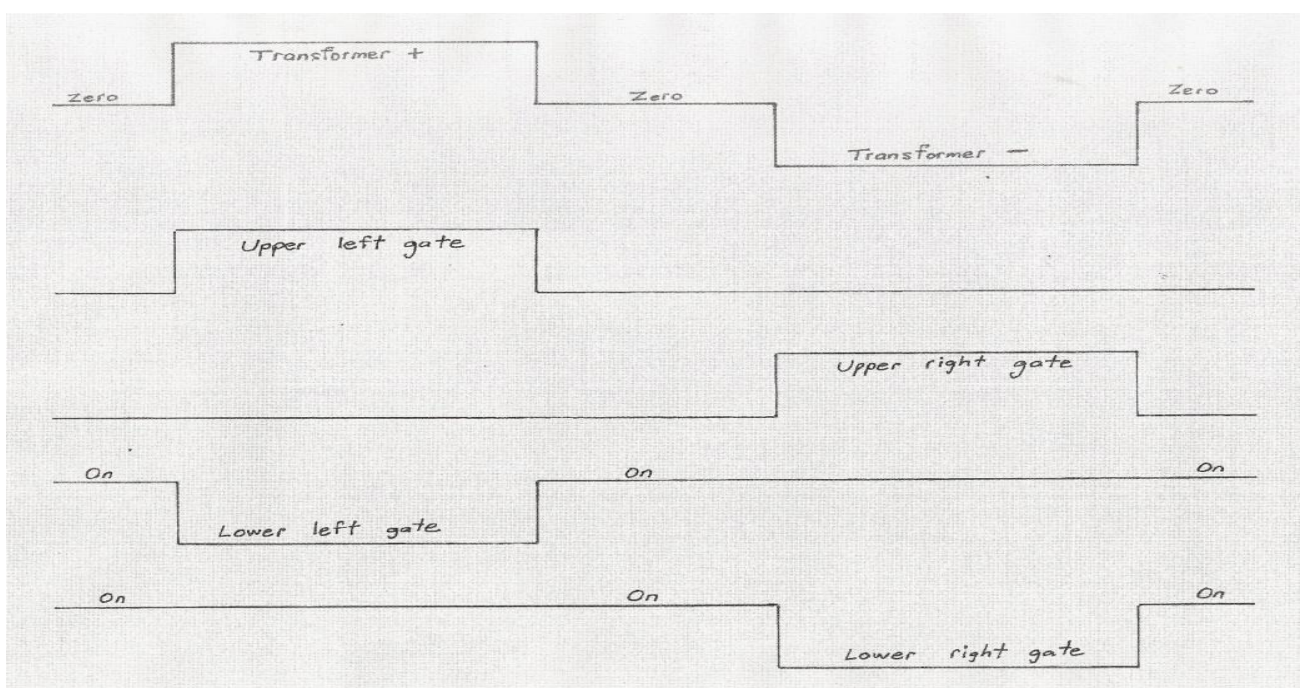 Transformer +
Zero
Zero
Zero
Transformer —
Upper left gate
Upper right gate
On
On
On
Lower left gate
On
On
On
Lower right gate